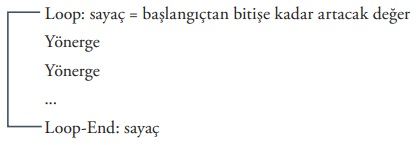 Loop: sayaç = başlangıçtan bitişe kadar artacak değer
Yönerge
Yönerge
...
Loop-End: sayaç